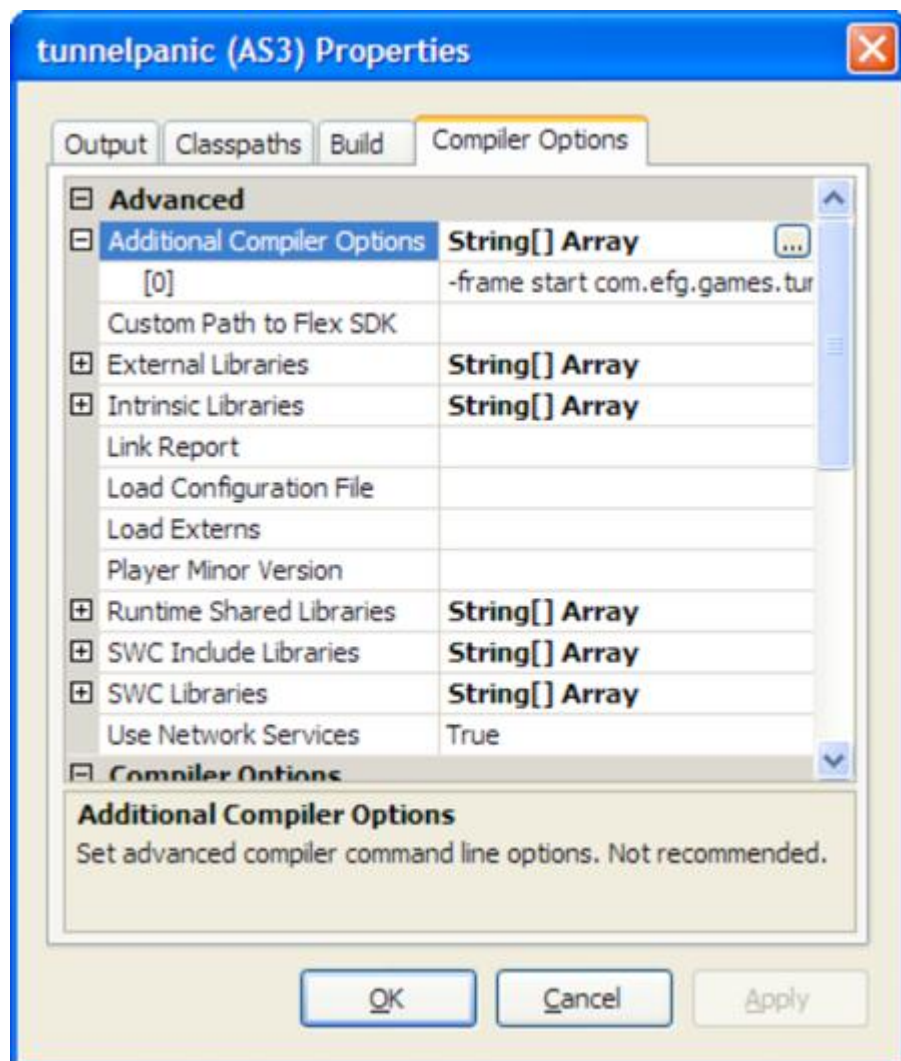 tunnelpanic (AS3) Properties
Output Classpaths Build Compiler Options
Advanced
Additional Compiler Options String[] Array ...
[0] -frame start com.efg.games.tur
Custom Path to Flex SDK
External Libraries String[] Array
Intrinsic Libraries String[] Array
Link Report
Load Configuration File
Load Externs
Player Minor Version
Runtime Shared Libraries String[] Array
SWC Include Libraries String[] Array
SWC Libraries String[] Array
Use Network Services True
Compiler Options
Additional Compiler Options
Set advanced compiler command line options. Not recommended.
OK Cancel Apply